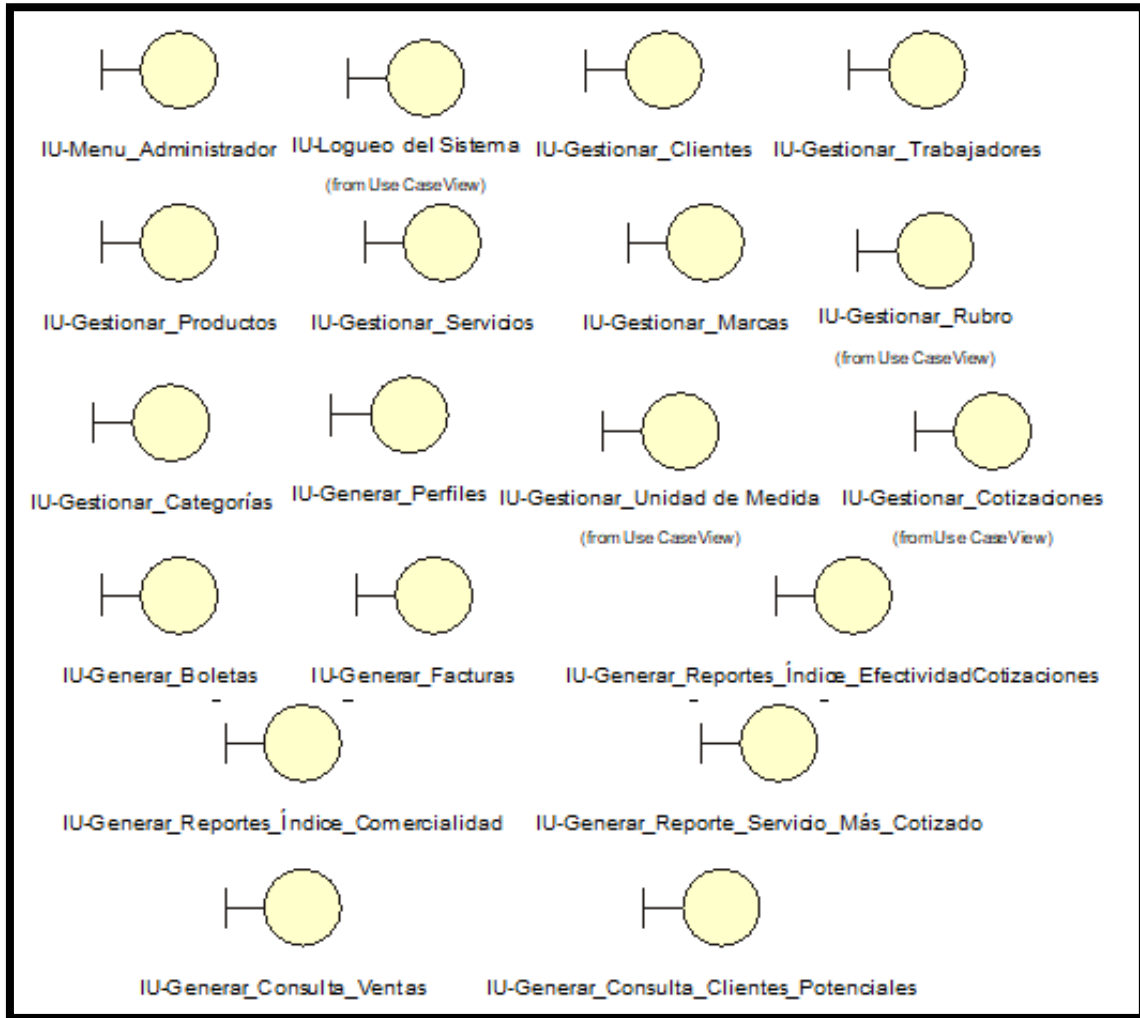 IU-Menu_Administrador
IU-Logueo del Sistema
(from Use Case View)
IU-Gestionar_Clientes
IU-Gestionar_Trabajadores
IU-Gestionar_Productos
IU-Gestionar_Servicios
IU-Gestionar_Marcas
IU-Gestionar_Rubro
(from Use Case View)
IU-Gestionar_Categorías
IU-Generar_Perfiles
IU-Gestionar_Unidad de Medida
(from Use Case View)
IU-Gestionar_Cotizaciones
(from Use Case View)
IU-Generar_Boletas
IU-Generar_Facturas
IU-Generar_Reportes_Índice_EfectividadCotizaciones
IU-Generar_Reportes_Índice_Comercialidad
IU-Generar_Reporte_Servicio_Más_Cotizado
IU-Generar_Consulta_Ventas
IU-Generar_Consulta_Clientes_Potenciales